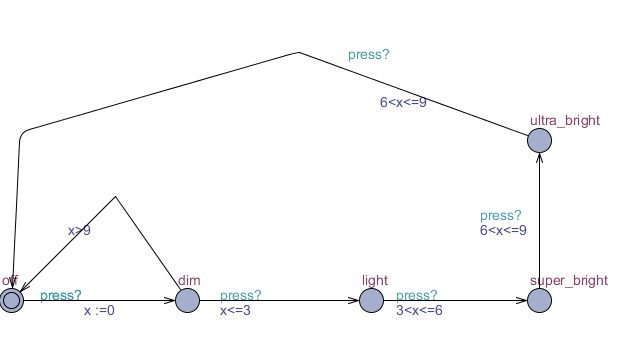 press?
6<x<=9
ultra_bright
press?
6<x<=9
x>9
off
dim
light
super_bright
press?
x :=0
press?
x<=3
press?
3<x<=6